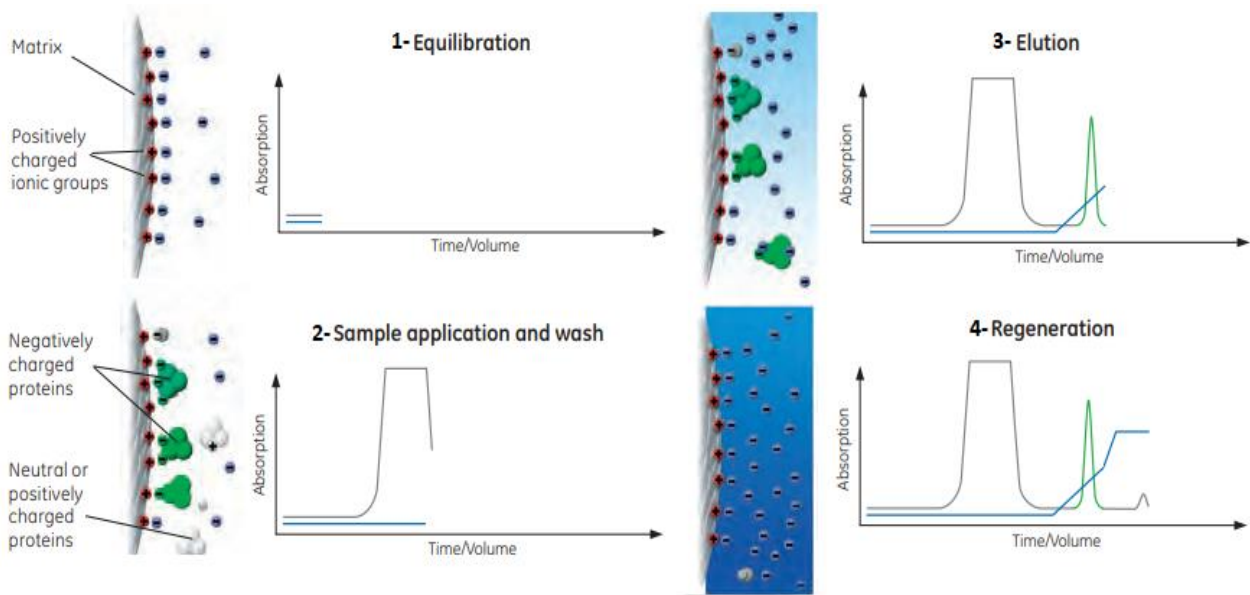 1- Equilibration
Matrix
Positively
charged
ionic groups
Absorption
Time/Volume
2- Sample application and wash
Negatively
charged
proteins
Neutral or
positively
charged
proteins
Absorption
Time/Volume
3- Elution
Absorption
Time/Volume
4- Regeneration
Absorption
Time/Volume